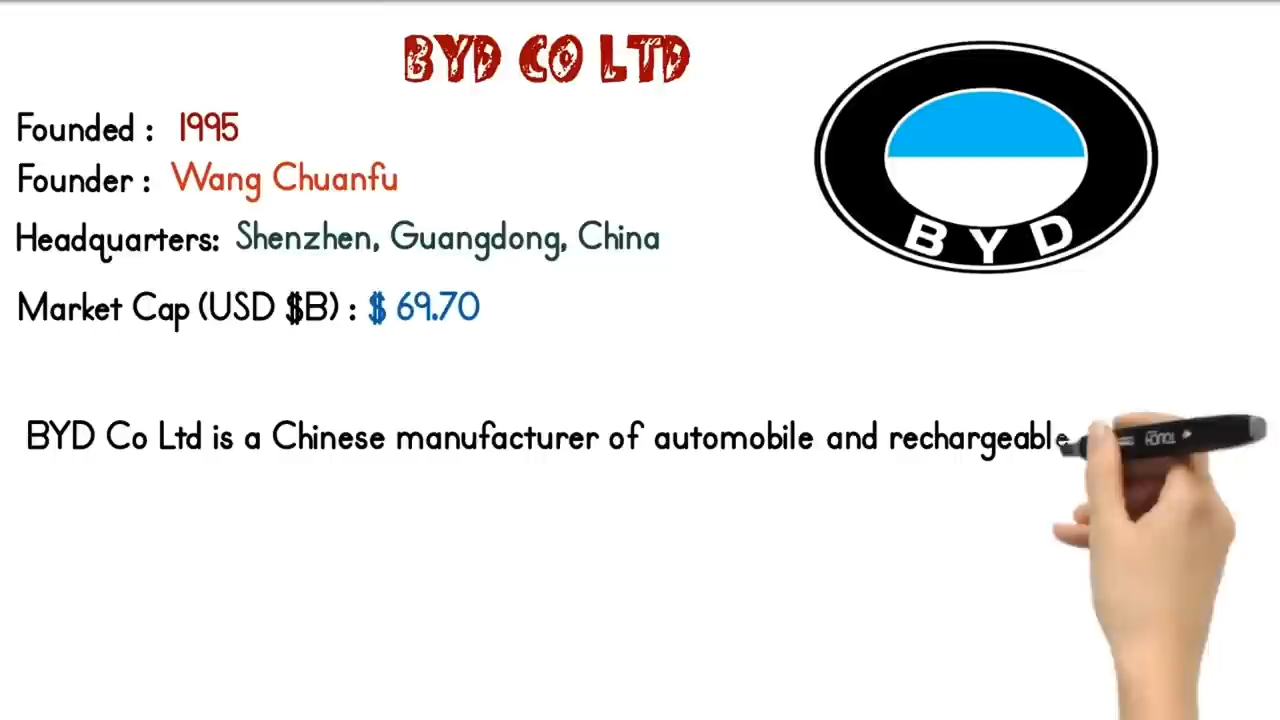 BYD CO LTD
Founded : 1995
Founder : Wang Chuanfu
Headquarters: Shenzhen, Guangdong, China
Market Cap (USD $B) : $ 69.70
BYD
BYD Co Ltd is a Chinese manufacturer of automobile and rechargeable
TOUCH